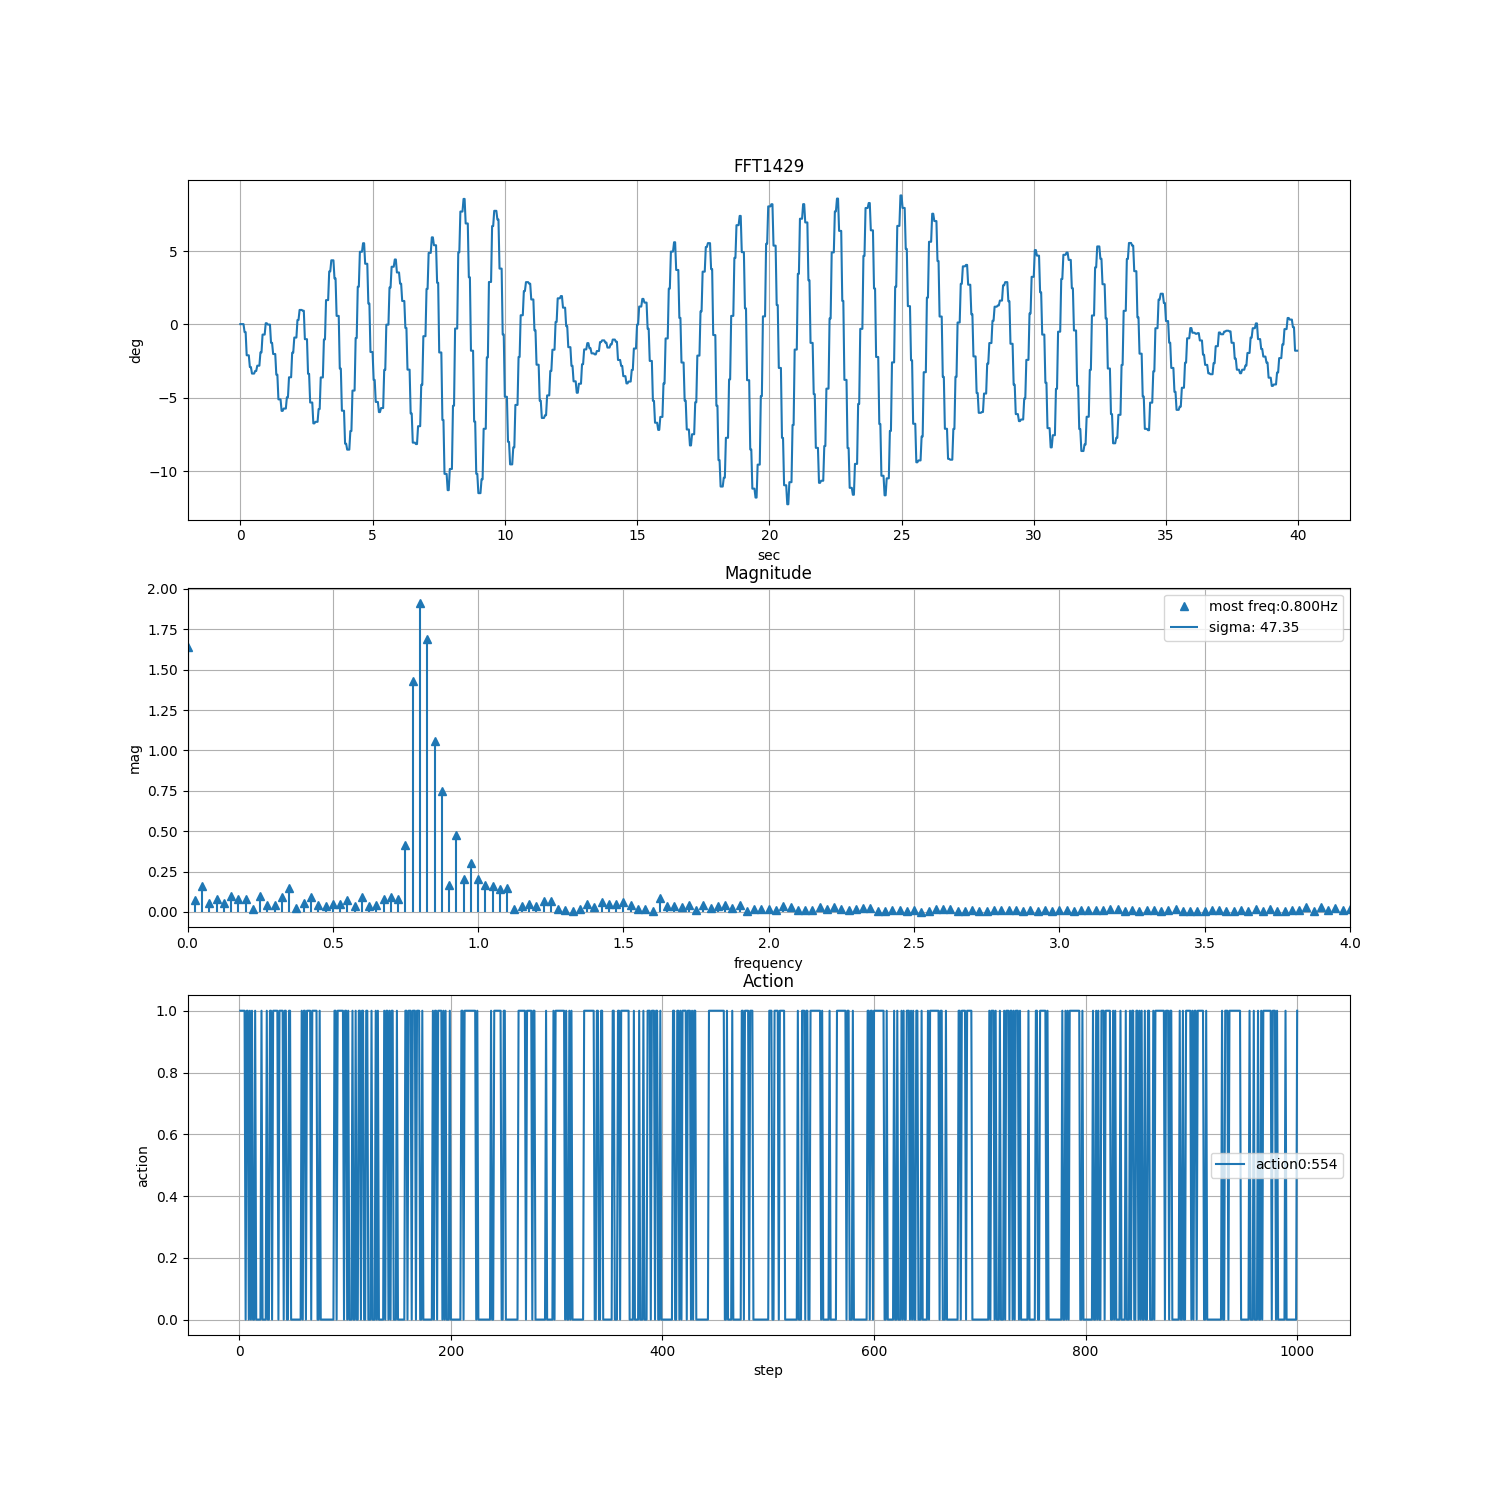 FFT1429
5
0
−5
−10
deg
0 5 10 15 20 25 30 35 40
sec
Magnitude
2.00
1.75
1.50
1.25
1.00
0.75
0.50
0.25
0.00
mag
most freq:0.800Hz
sigma: 47.35
0.0 0.5 1.0 1.5 2.0 2.5 3.0 3.5 4.0
frequency
Action
1.0
0.8
0.6
0.4
0.2
0.0
action
action0:554
0 200 400 600 800 1000
step